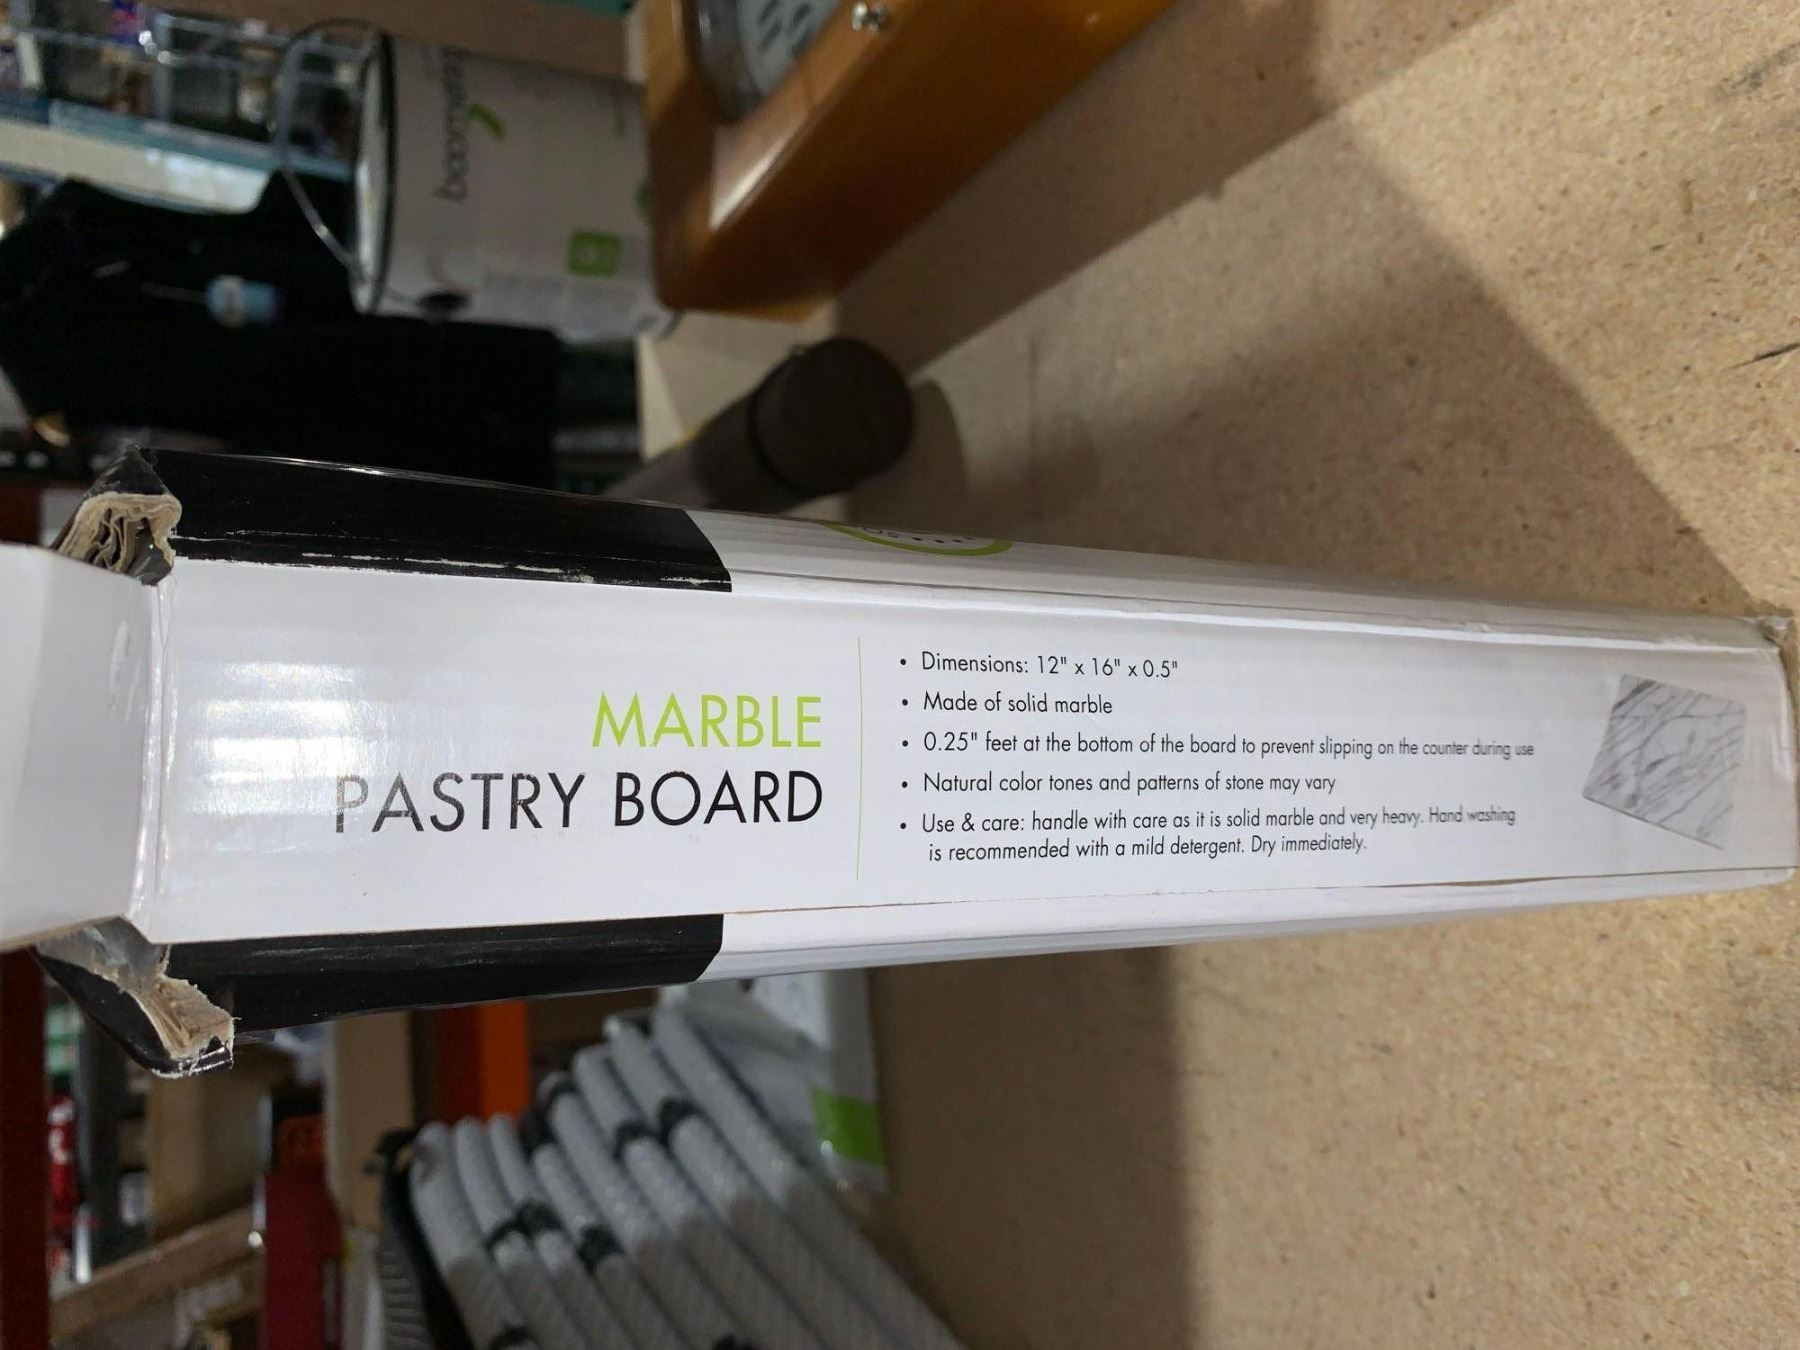 MARBLE
PASTRY BOARD
• Dimensions: 12" x 16" x 0.5"
• Made of solid marble
• 0.25" feet at the bottom of the board to prevent slipping on the counter during use
• Natural color tones and patterns of stone may vary
• Use & care: handle with care as it is solid marble and very heavy. Hand washing
is recommended with a mild detergent. Dry immediately.